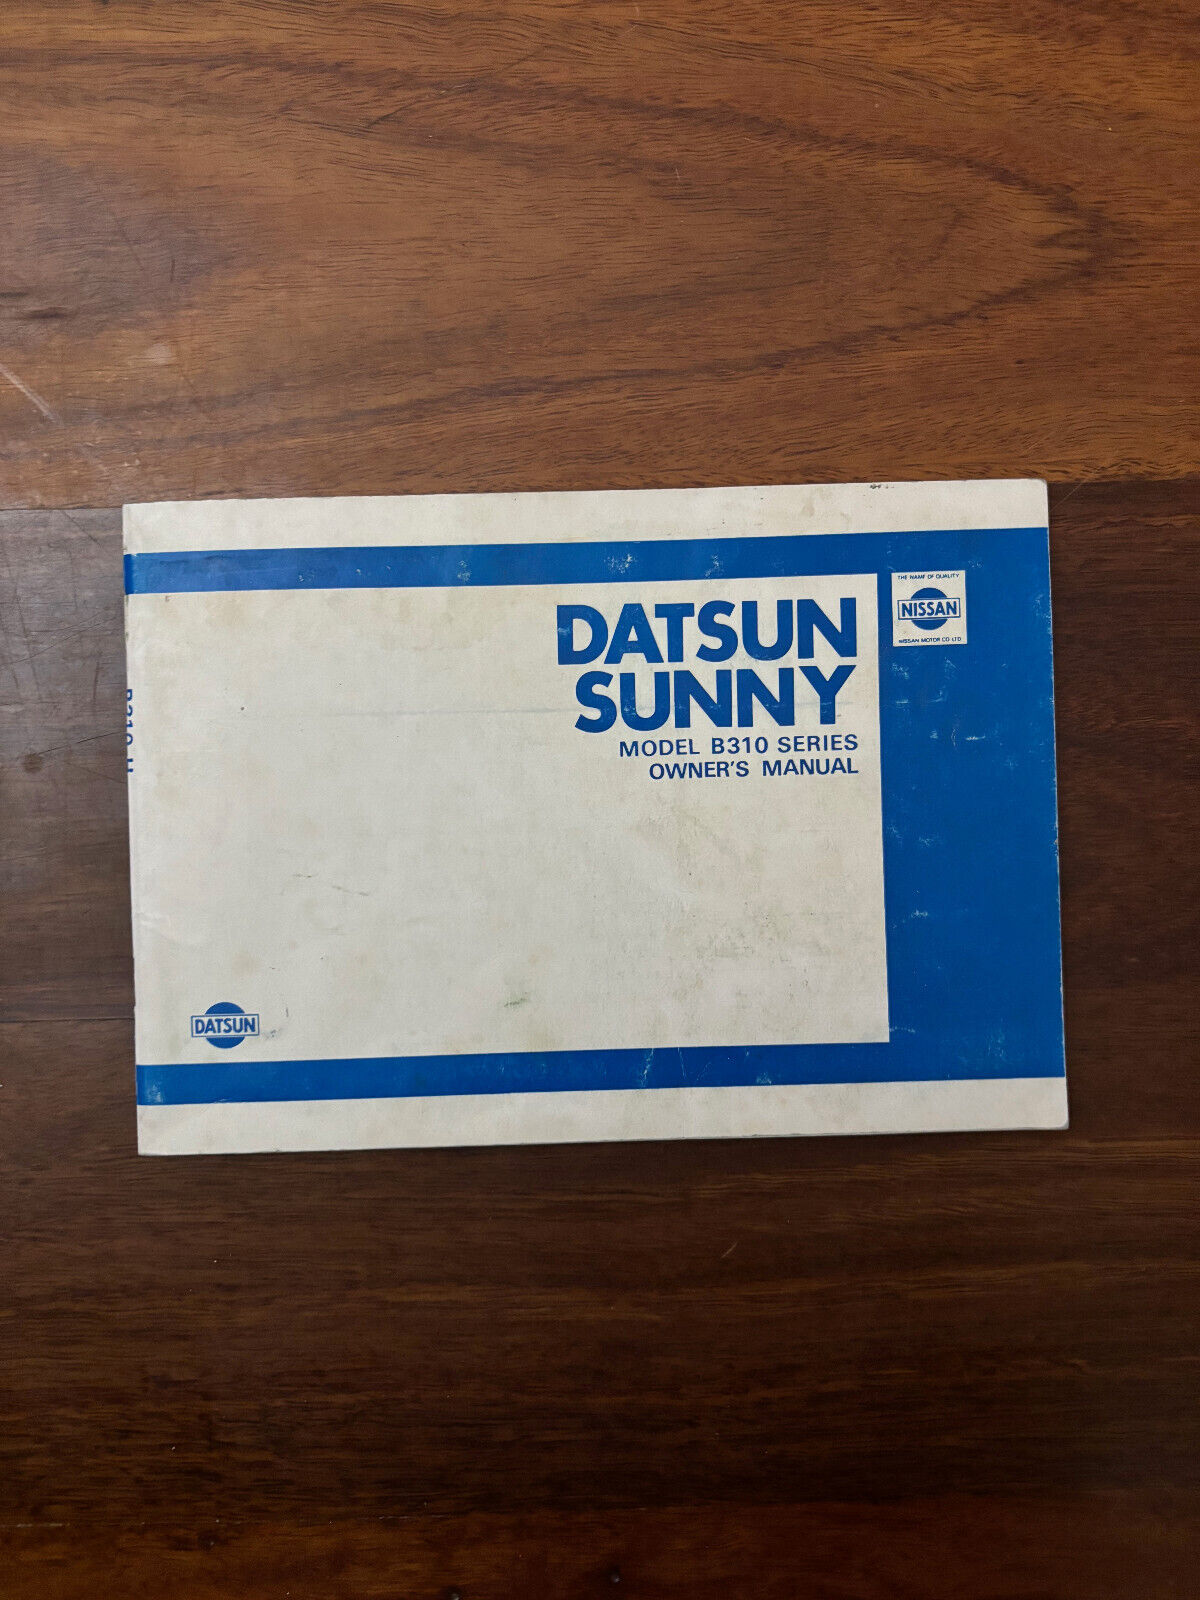 THE NAME OF QUALITY
NISSAN
NISSAN MOTOR CO LTD
DATSUN
SUNNY
MODEL B310 SERIES
OWNER'S MANUAL
DATSUN